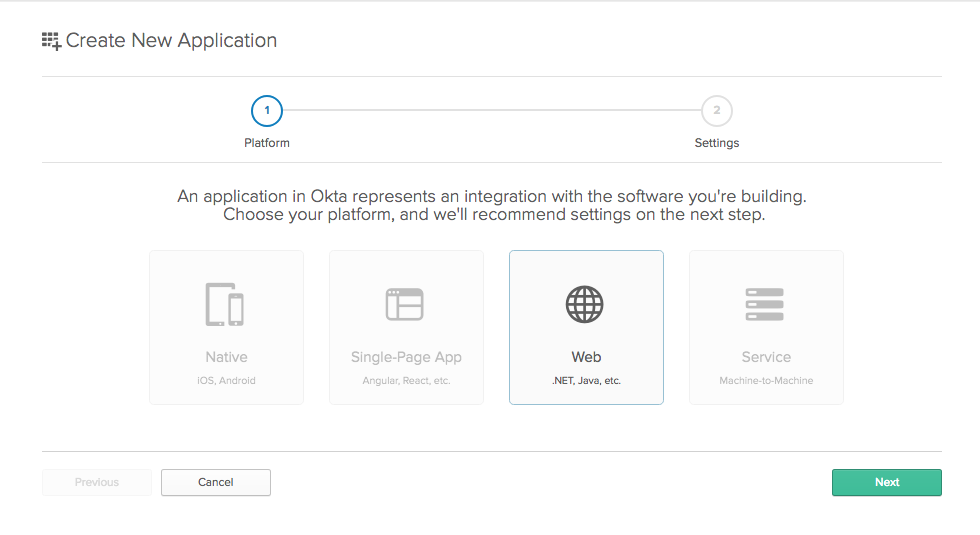 Create New Application
1
2
Platform
Settings
An application in Okta represents an integration with the software you're building.
Choose your platform, and we'll recommend settings on the next step.
Native
iOS, Android
Single-Page App
Angular, React, etc.
Web
.NET, Java, etc.
Service
Machine-to-Machine
Previous
Cancel
Next